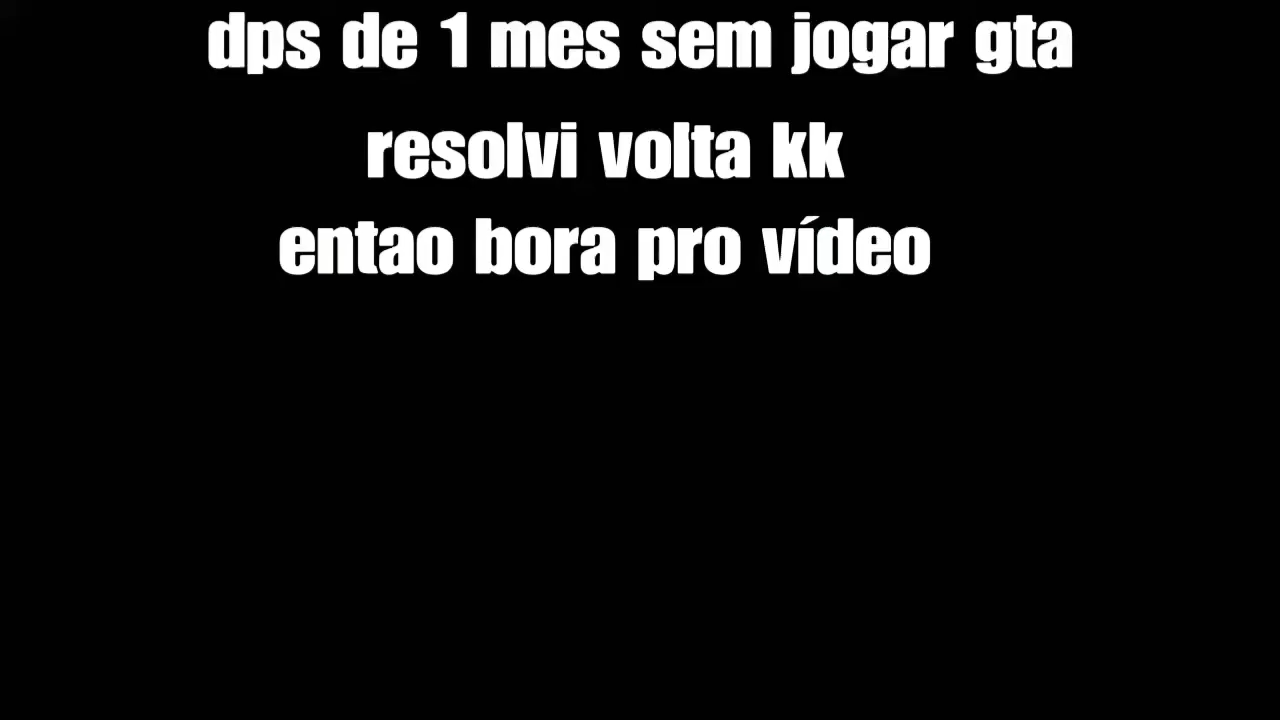 dps de 1 mes sem jogar gta
resolvi volta kk
entao bora pro vídeo